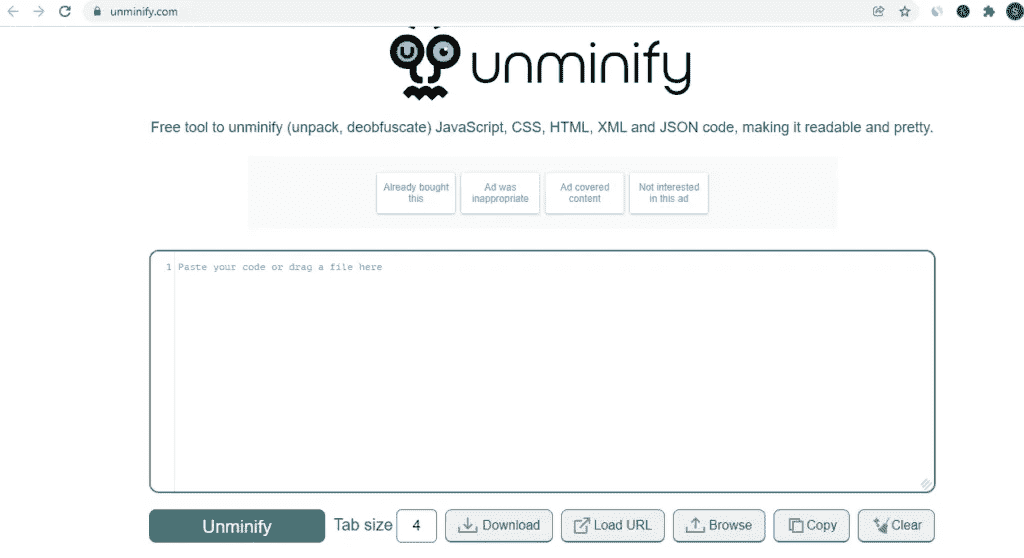 unminify.com
unminify
Free tool to unminify (unpack, deobfuscate) JavaScript, CSS, HTML, XML and JSON code, making it readable and pretty.
Already bought
this
Ad was
inappropriate
Ad covered
content
Not interested
in this ad
1 Paste your code or drag a file here
Unminify Tab size 4 Download Load URL Browse Copy Clear